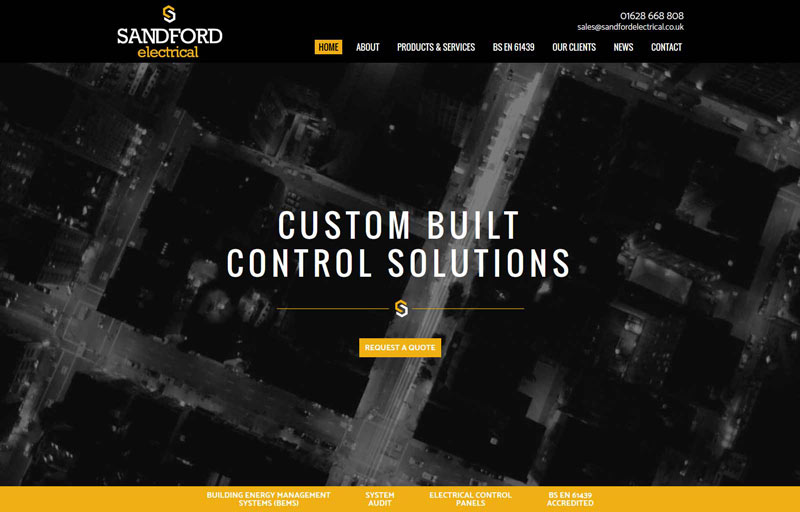 SANDFORD
electrical
01628 668 808
sales@sandfordelectrical.co.uk
HOME ABOUT PRODUCTS & SERVICES BS EN 61439 OUR CLIENTS NEWS CONTACT
CUSTOM BUILT
CONTROL SOLUTIONS
REQUEST A QUOTE
BUILDING ENERGY MANAGEMENT
SYSTEMS (BEMS)
SYSTEM
AUDIT
ELECTRICAL CONTROL
PANELS
BS EN 61439
ACCREDITED